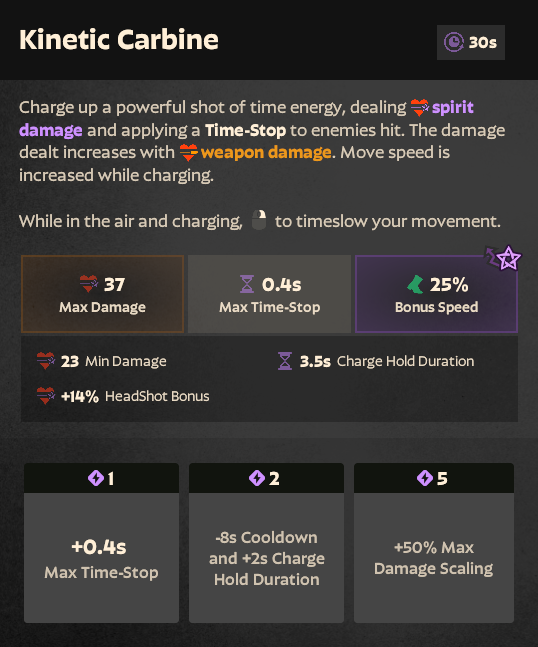 Kinetic Carbine
30s
Charge up a powerful shot of time energy, dealing spirit
damage and applying a Time-Stop to enemies hit. The damage
dealt increases with weapon damage. Move speed is
increased while charging.
While in the air and charging, to timeslow your movement.
37
Max Damage
0.4s
Max Time-Stop
25%
Bonus Speed
23 Min Damage
3.5s Charge Hold Duration
+14% HeadShot Bonus
1
+0.4s
Max Time-Stop
2
-8s Cooldown
and +2s Charge
Hold Duration
5
+50% Max
Damage Scaling